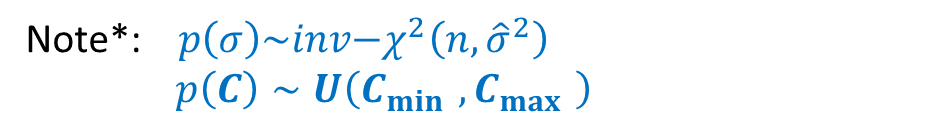 Note*: p(σ)~inv−χ²(n, σ̂²)
p(C) ~ U(Cmin , Cmax )